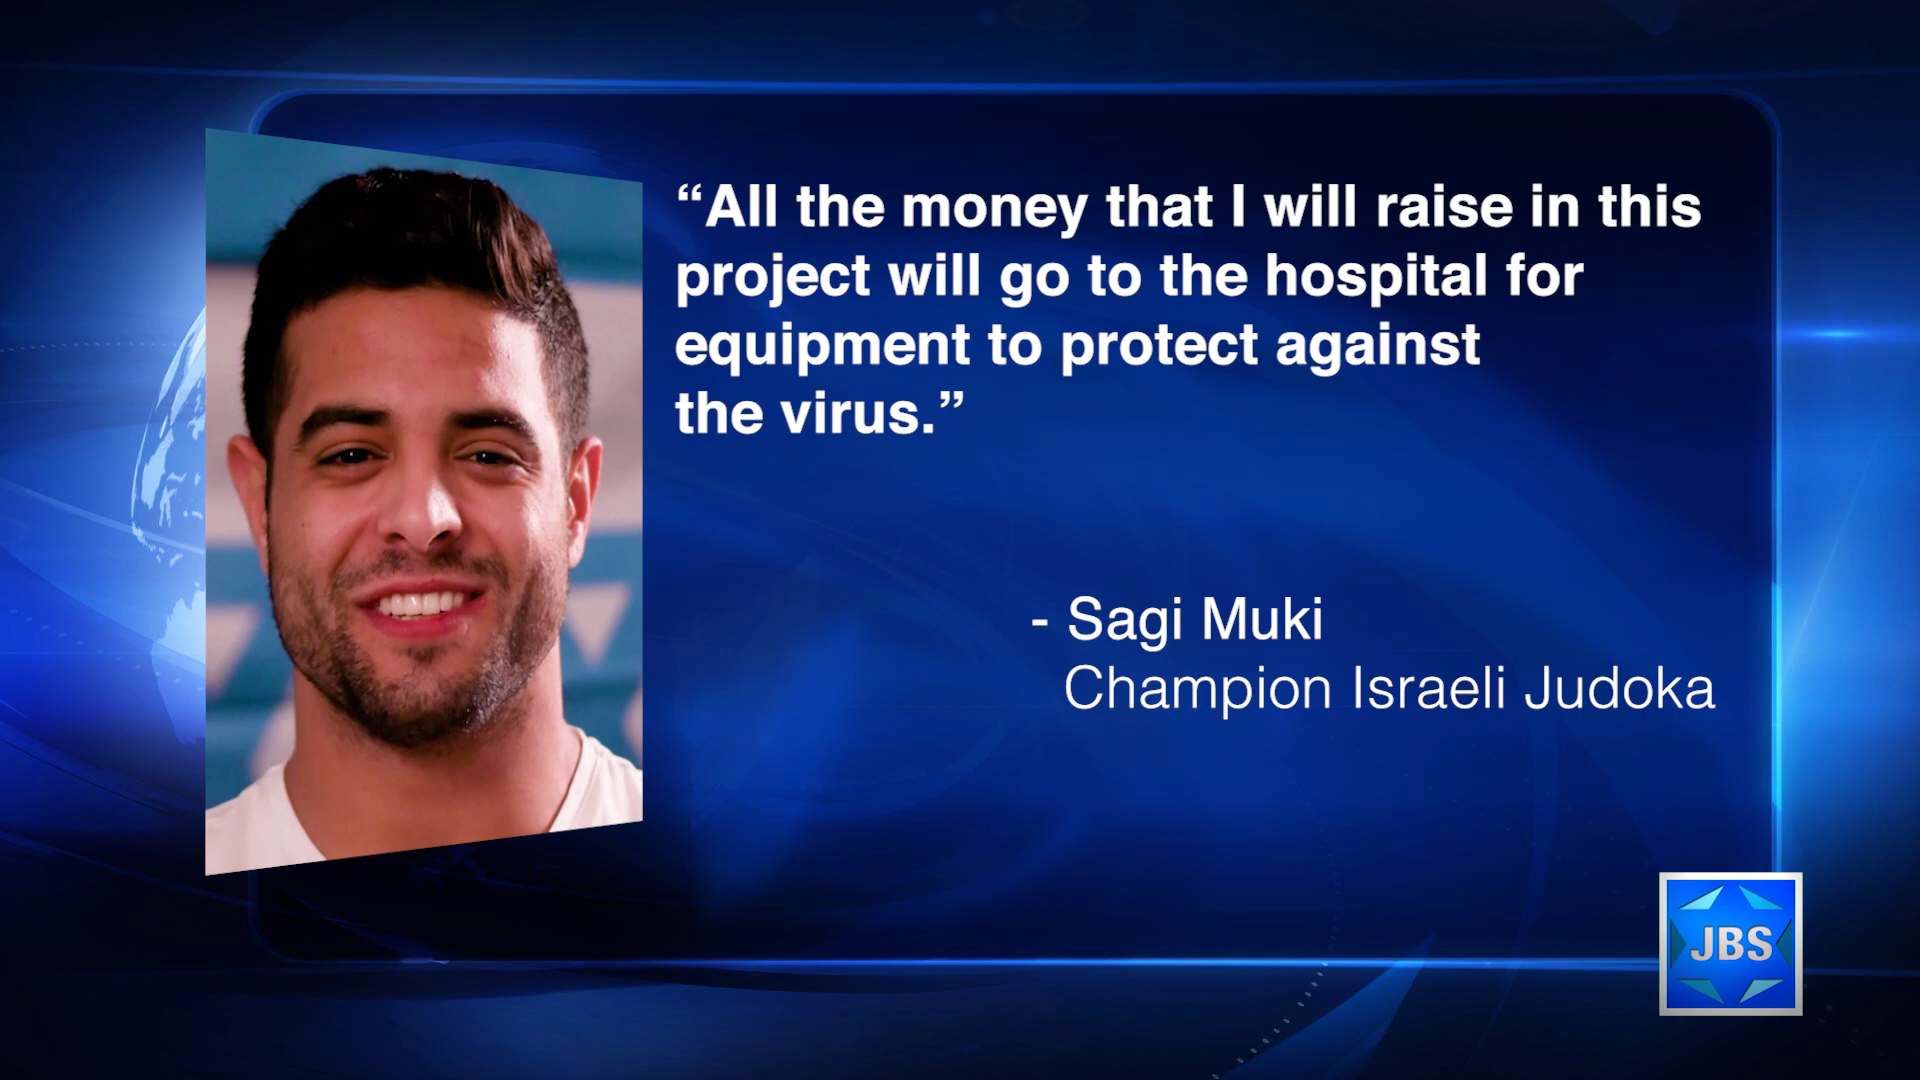 “All the money that I will raise in this
project will go to the hospital for
equipment to protect against
the virus.”
- Sagi Muki
Champion Israeli Judoka
JBS